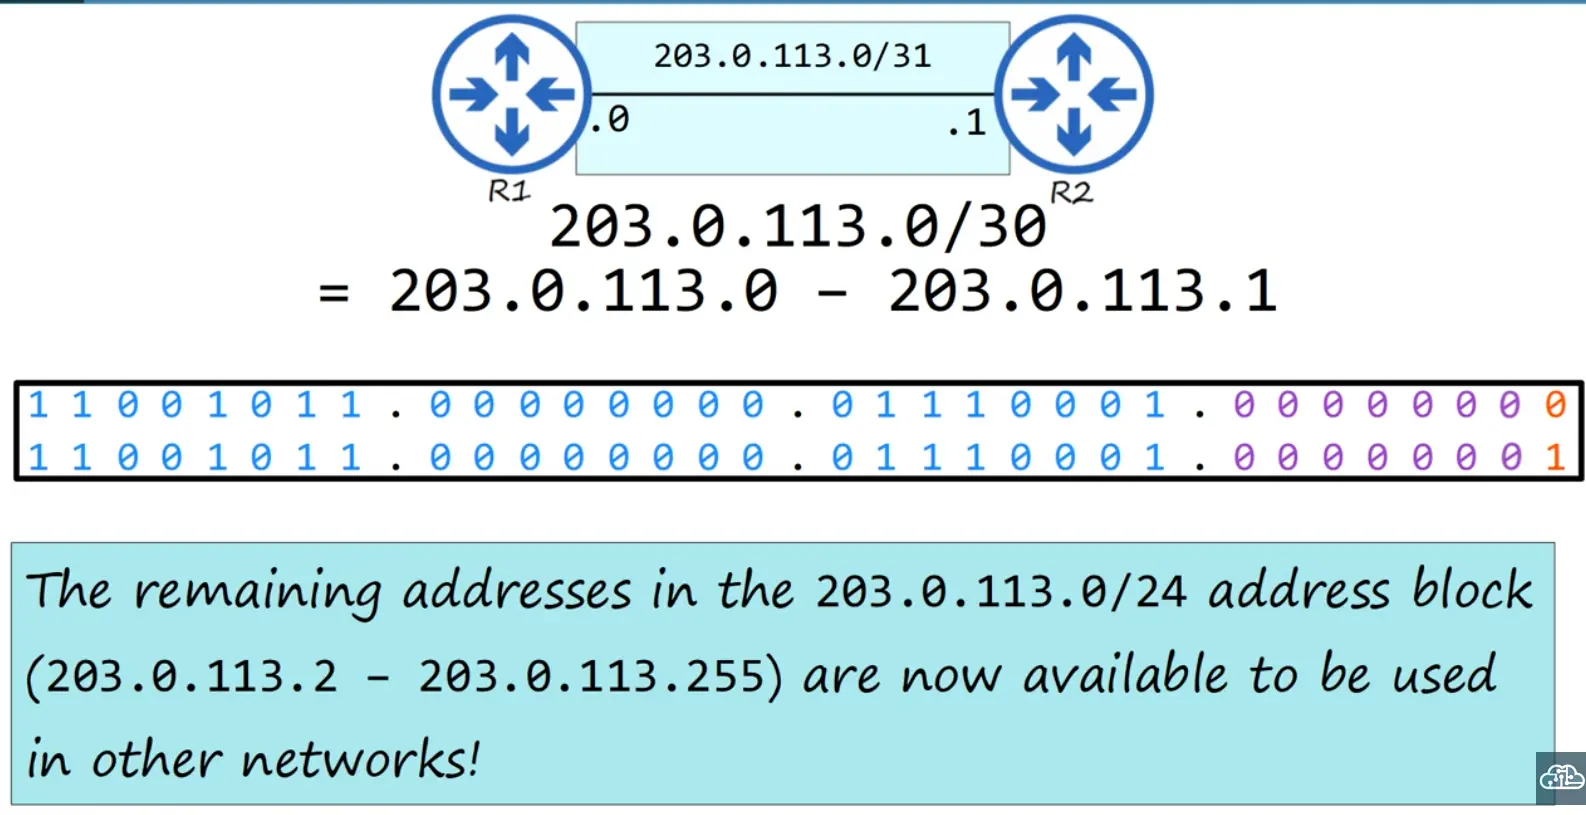 203.0.113.0/31
.0
.1
R1
R2
203.0.113.0/30
= 203.0.113.0 – 203.0.113.1
1 1 0 0 1 0 1 1 . 0 0 0 0 0 0 0 0 . 0 1 1 1 0 0 0 1 . 0 0 0 0 0 0 0 0
1 1 0 0 1 0 1 1 . 0 0 0 0 0 0 0 0 . 0 1 1 1 0 0 0 1 . 0 0 0 0 0 0 0 1
The remaining addresses in the 203.0.113.0/24 address block
(203.0.113.2 – 203.0.113.255) are now available to be used
in other networks!